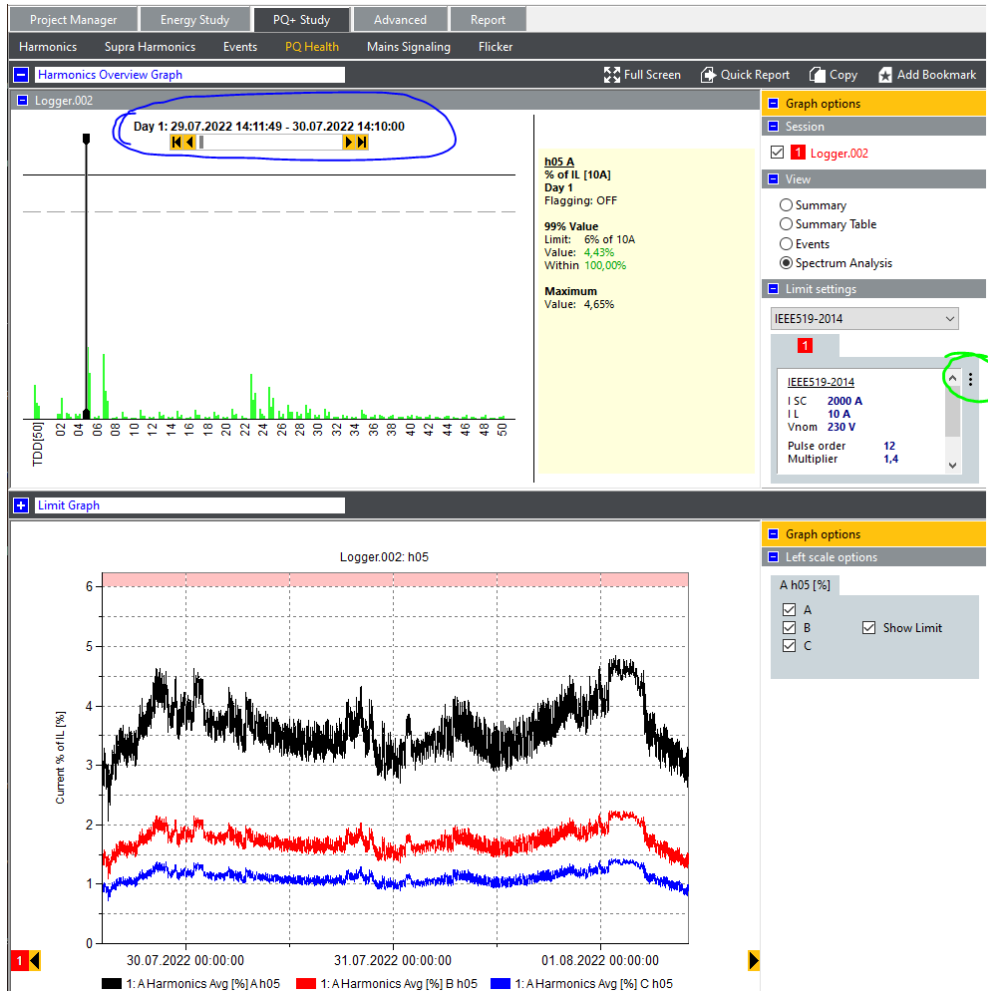 Project Manager Energy Study PQ+ Study Advanced Report
Harmonics Supra Harmonics Events PQ Health Mains Signaling Flicker
Harmonics Overview Graph Full Screen Quick Report Copy Add Bookmark
Logger.002
Day 1: 29.07.2022 14:11:49 - 30.07.2022 14:10:00
h05 A
% of IL [10A]
Day 1
Flagging: OFF
99% Value
Limit: 6% of 10A
Value: 4,43%
Within 100,00%
Maximum
Value: 4,65%
TDD[50] 02 04 06 08 10 12 14 16 18 20 22 24 26 28 30 32 34 36 38 40 42 44 46 48 50
Graph options
Session
1 Logger.002
View
Summary
Summary Table
Events
Spectrum Analysis
Limit settings
IEEE519-2014
1
IEEE519-2014
I SC 2000 A
I L 10 A
Vnom 230 V
Pulse order 12
Multiplier 1,4
Limit Graph
Logger.002: h05
Current % of IL [%]
6
5
4
3
2
1
0
30.07.2022 00:00:00 31.07.2022 00:00:00 01.08.2022 00:00:00
1
1: A Harmonics Avg [%] A h05 1: A Harmonics Avg [%] B h05 1: A Harmonics Avg [%] C h05
Graph options
Left scale options
A h05 [%]
A
B Show Limit
C